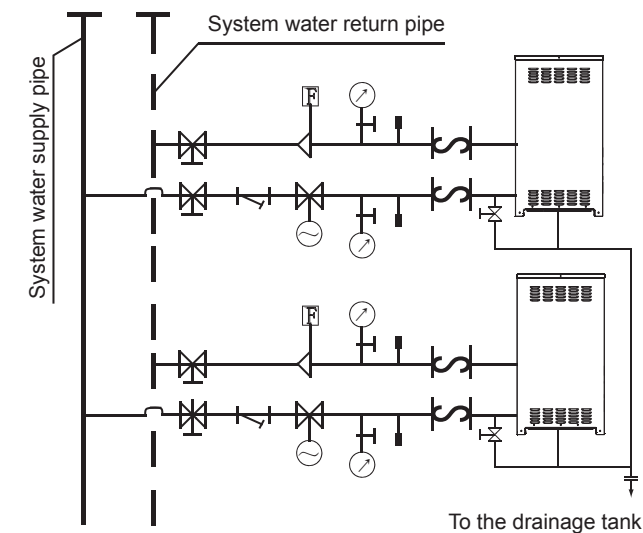 System water return pipe
System water supply pipe
F
F
To the drainage tank